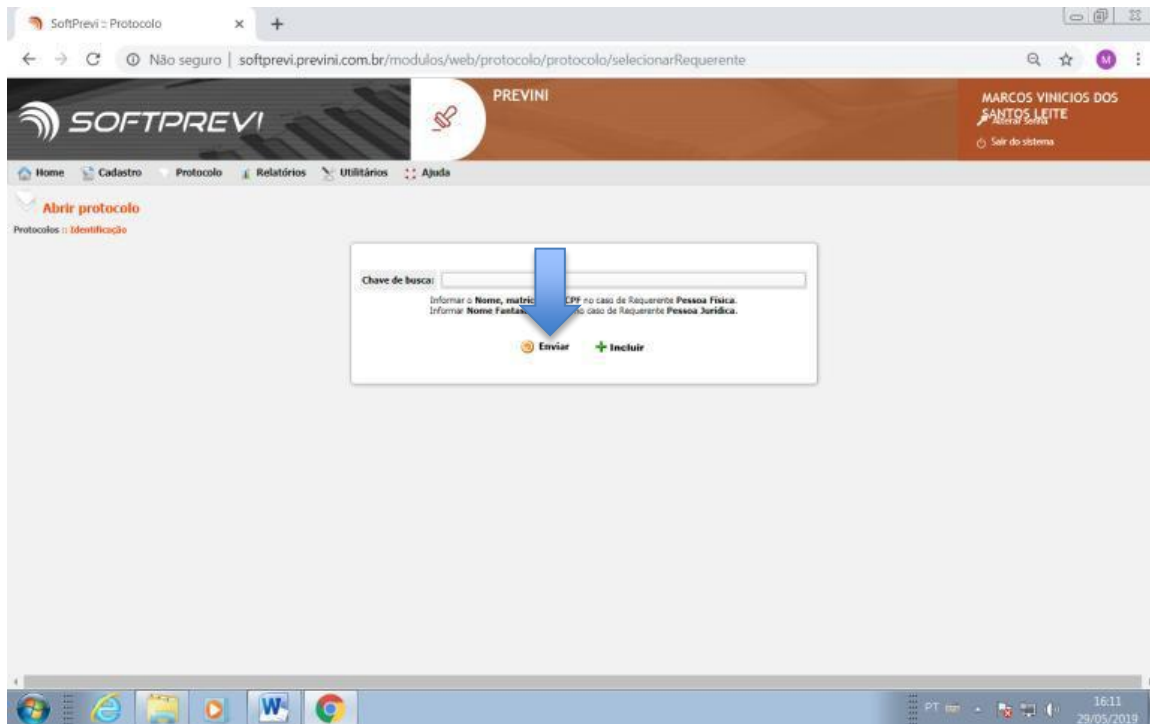 SoftPrevi :: Protocolo
Não seguro | softprevi.previni.com.br/modulos/web/protocolo/protocolo/selecionarRequerente
M
SOFTPREVI
PREVINI
MARCOS VINICIOS DOS
SANTOS LEITE
Alterar Senha
Sair do sistema
Home Cadastro Protocolo Relatórios Utilitários Ajuda
Abrir protocolo
Protocolos :: Identificação
Chave de busca:
Informar o Nome, CPF no caso de Requerente Pessoa Física.
Informar Nome no caso de Requerente Pessoa Jurídica.
Enviar Incluir
PT
16:11
29/05/2019